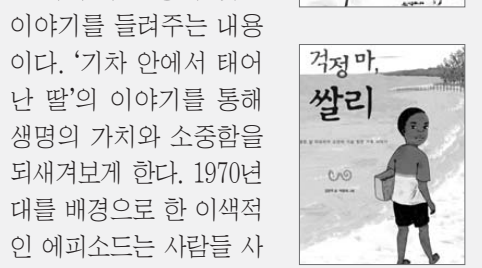 이야기를 들려주는 내용
이다. ‘기차 안에서 태어
난 딸’의 이야기를 통해
생명의 가치와 소중함을
되새겨보게 한다. 1970년
대를 배경으로 한 이색적
인 에피소드는 사람들 사
걱정 마,
쌀리